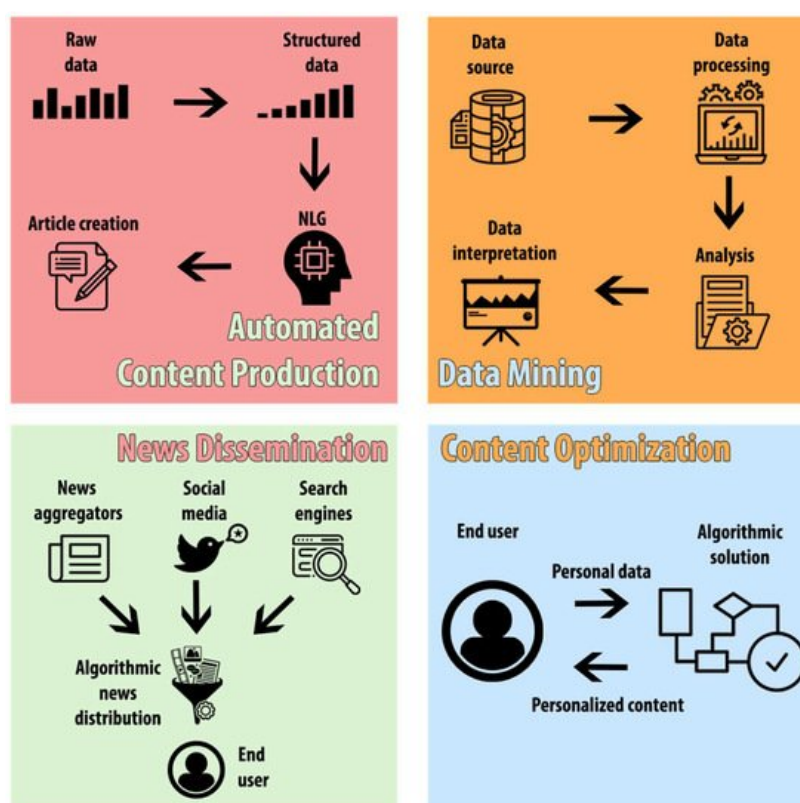 Raw
data
Structured
data
Article creation
NLG
Automated
Content Production
Data
source
Data
processing
Data
interpretation
Analysis
Data Mining
News Dissemination
News
aggregators
Social
media
Search
engines
Algorithmic
news
distribution
End
user
Content Optimization
End user
Algorithmic
solution
Personal data
Personalized content